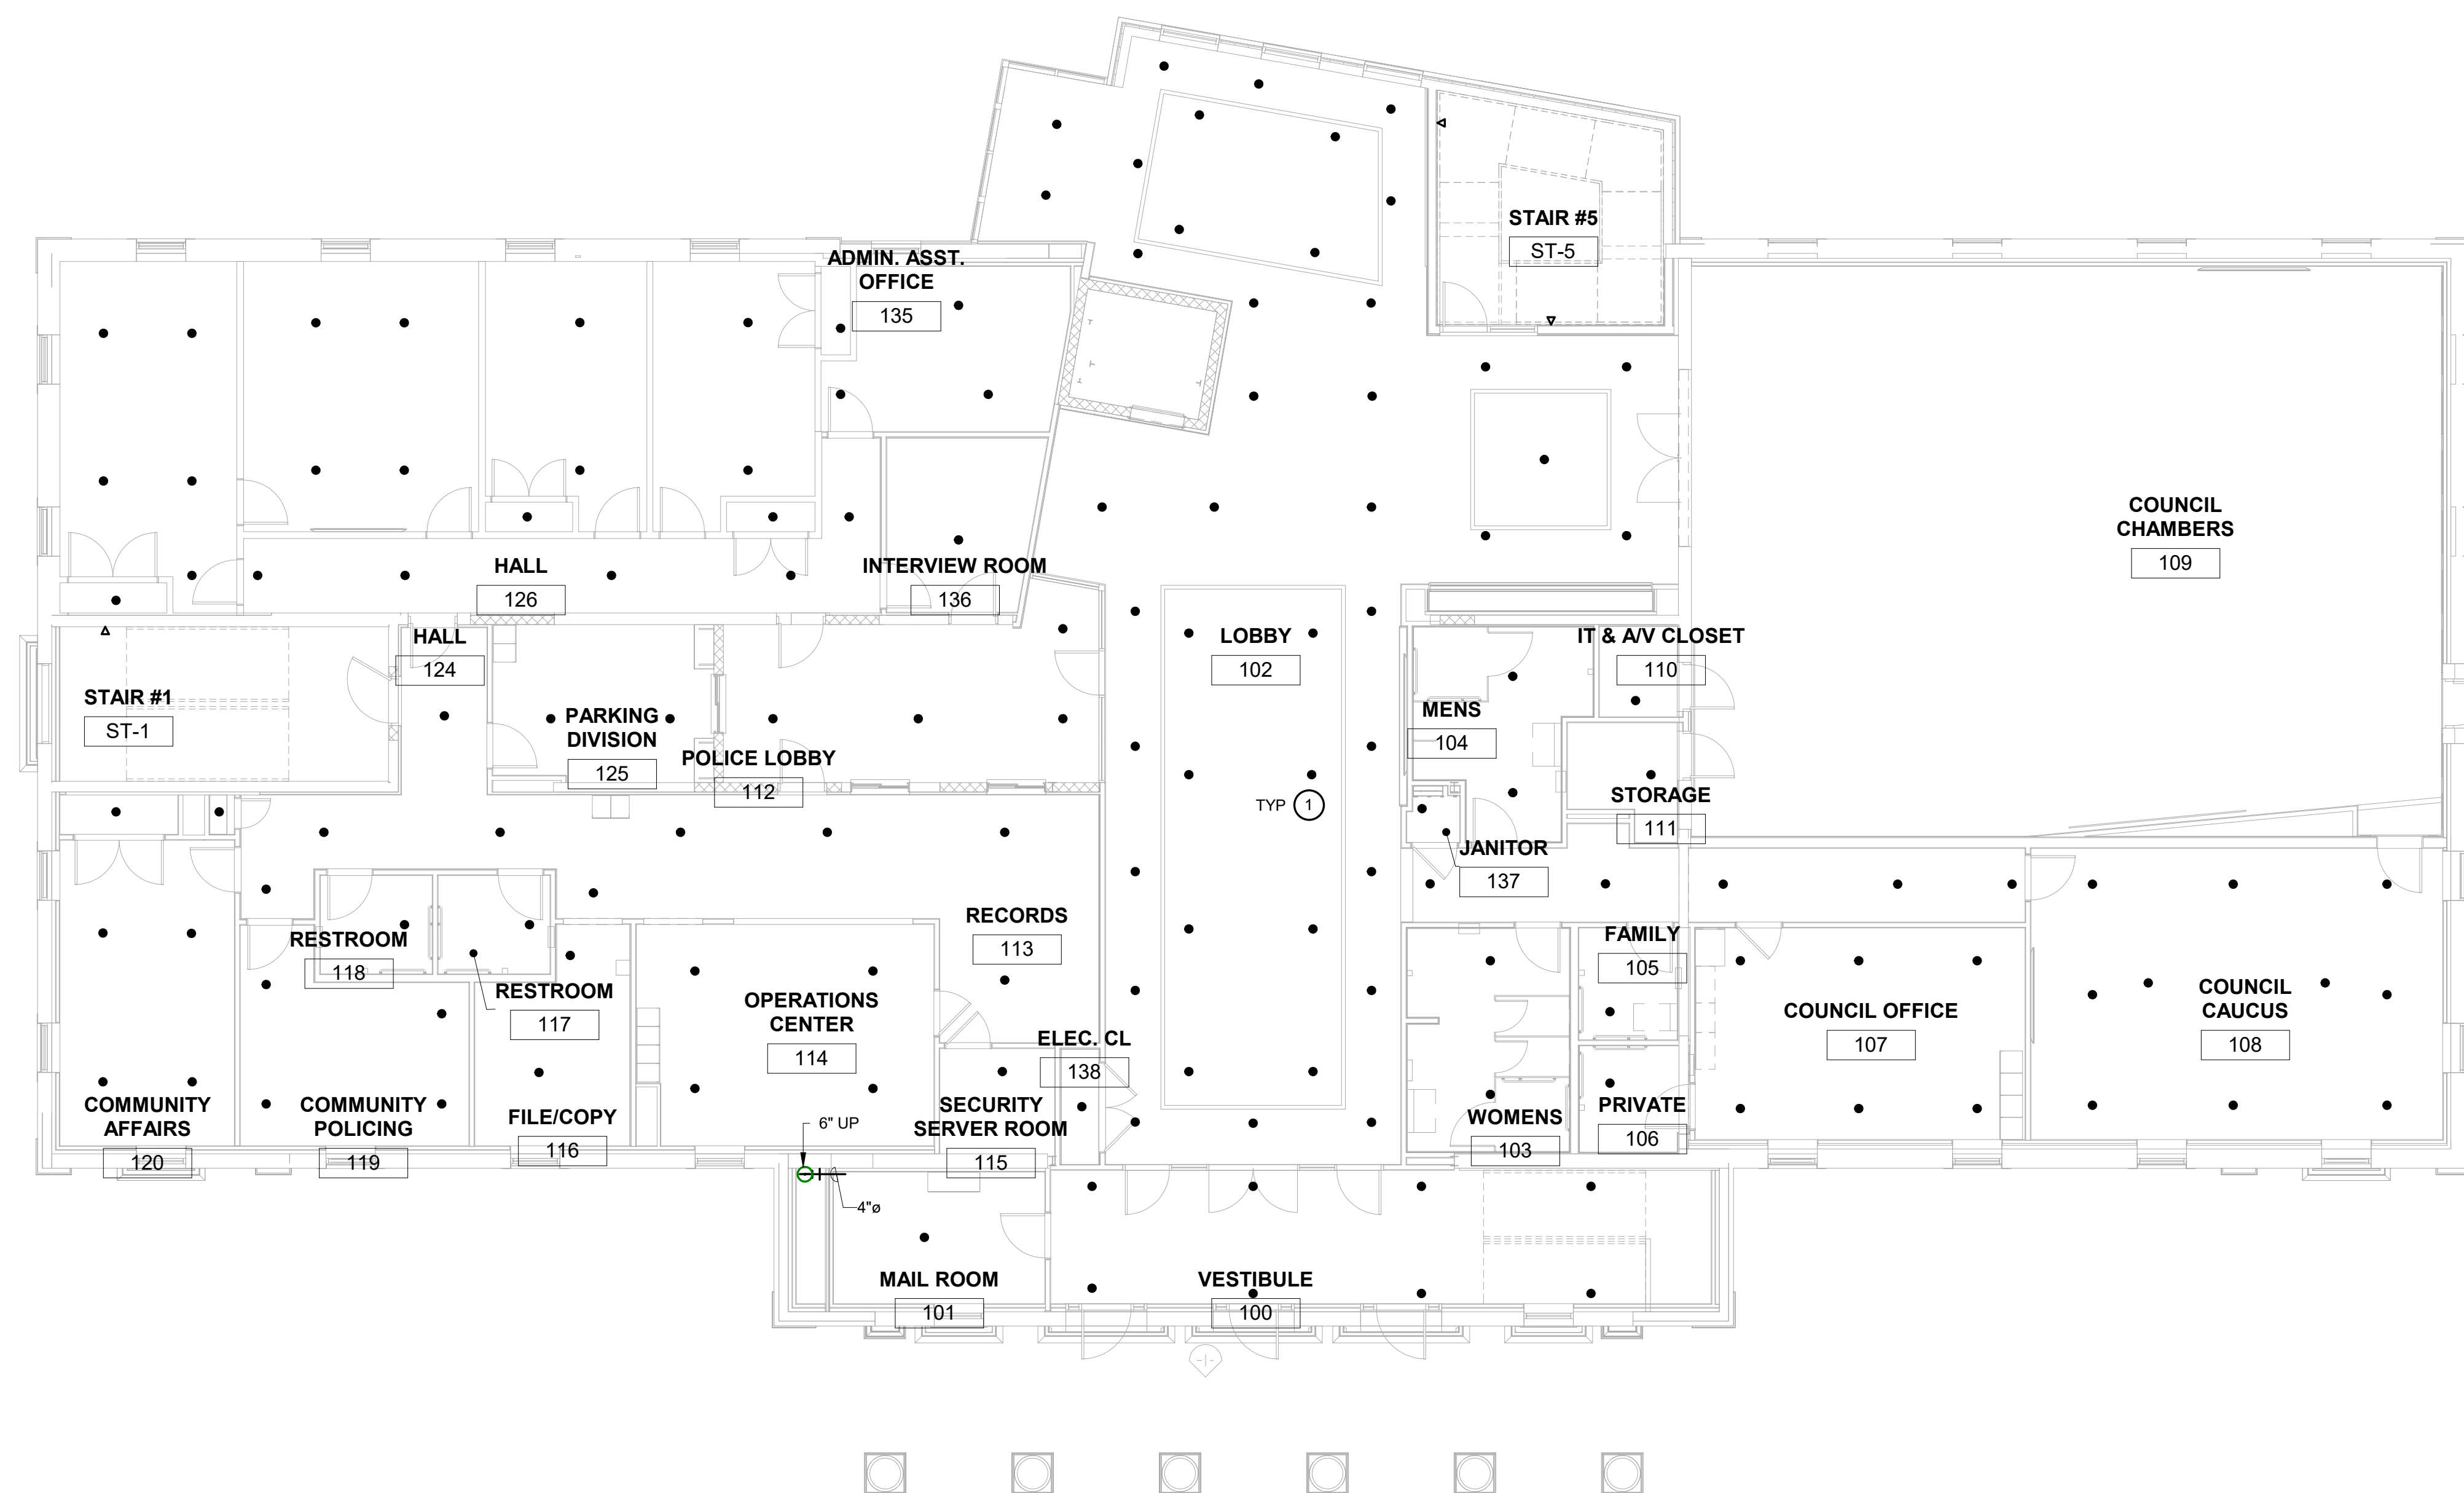 STAIR #5
ST-5
ADMIN. ASST.
OFFICE
135
COUNCIL
CHAMBERS
109
HALL
126
INTERVIEW ROOM
136
HALL
124
LOBBY
102
IT & A/V CLOSET
110
STAIR #1
ST-1
PARKING
DIVISION
125
POLICE LOBBY
112
MENS
104
TYP 1
STORAGE
111
JANITOR
137
RECORDS
113
RESTROOM
118
FAMILY
105
RESTROOM
117
OPERATIONS
CENTER
114
COUNCIL OFFICE
107
COUNCIL
CAUCUS
108
ELEC. CL
138
COMMUNITY
AFFAIRS
120
COMMUNITY
POLICING
119
FILE/COPY
116
6" UP
SECURITY
SERVER ROOM
115
WOMENS
103
PRIVATE
106
4"ø
MAIL ROOM
101
VESTIBULE
100